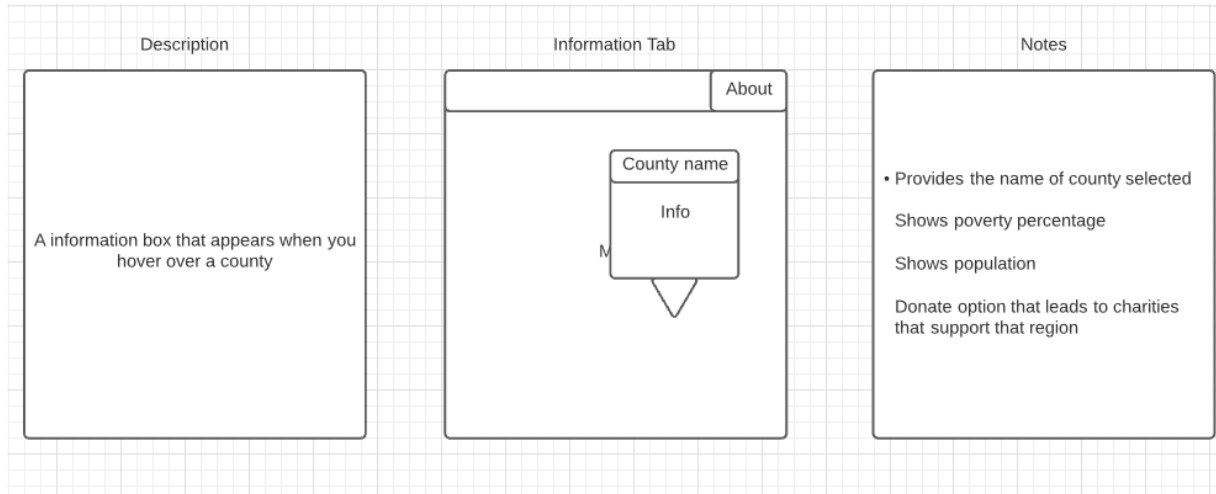 Description
A information box that appears when you
hover over a county
Information Tab
About
County name
Info
M
Notes
• Provides the name of county selected
Shows poverty percentage
Shows population
Donate option that leads to charities
that support that region